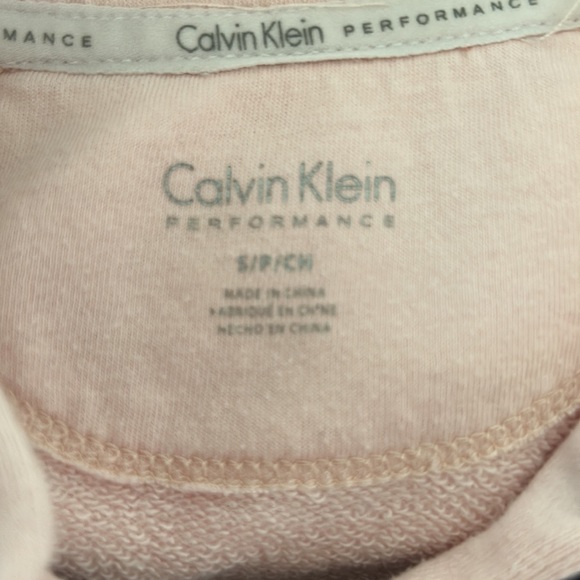 MANCE Calvin Klein PERFORMANCE
Calvin Klein
PERFORMANCE
S/P/CH
MADE IN CHINA
FABRIQUÉ EN CHINE
HECHO EN CHINA